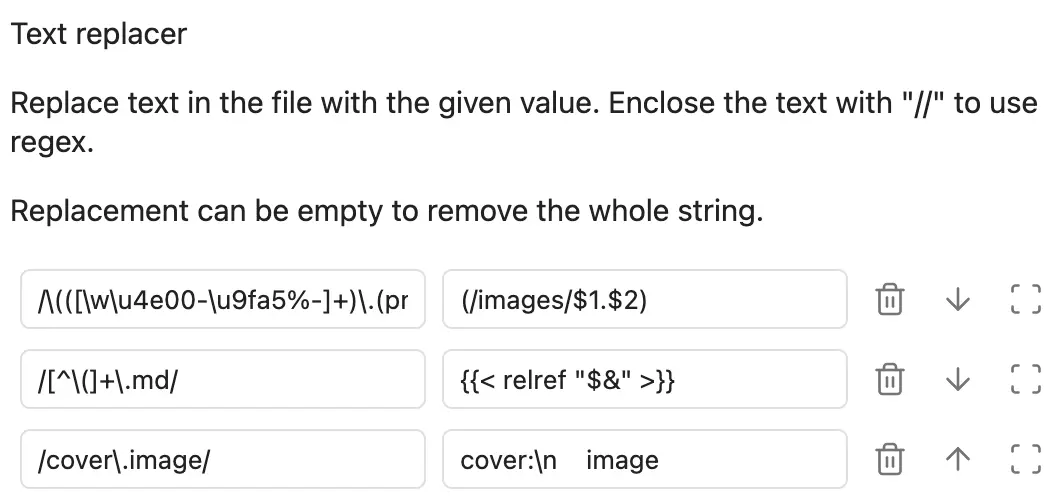 Text replacer
Replace text in the file with the given value. Enclose the text with "//" to use
regex.
Replacement can be empty to remove the whole string.
/\(([\w\u4e00-\u9fa5%-]+)\.(pr (/images/$1.$2)
/[^\(]+\.md/ {{< relref "$&" >}}
/cover\.image/ cover:\n    image